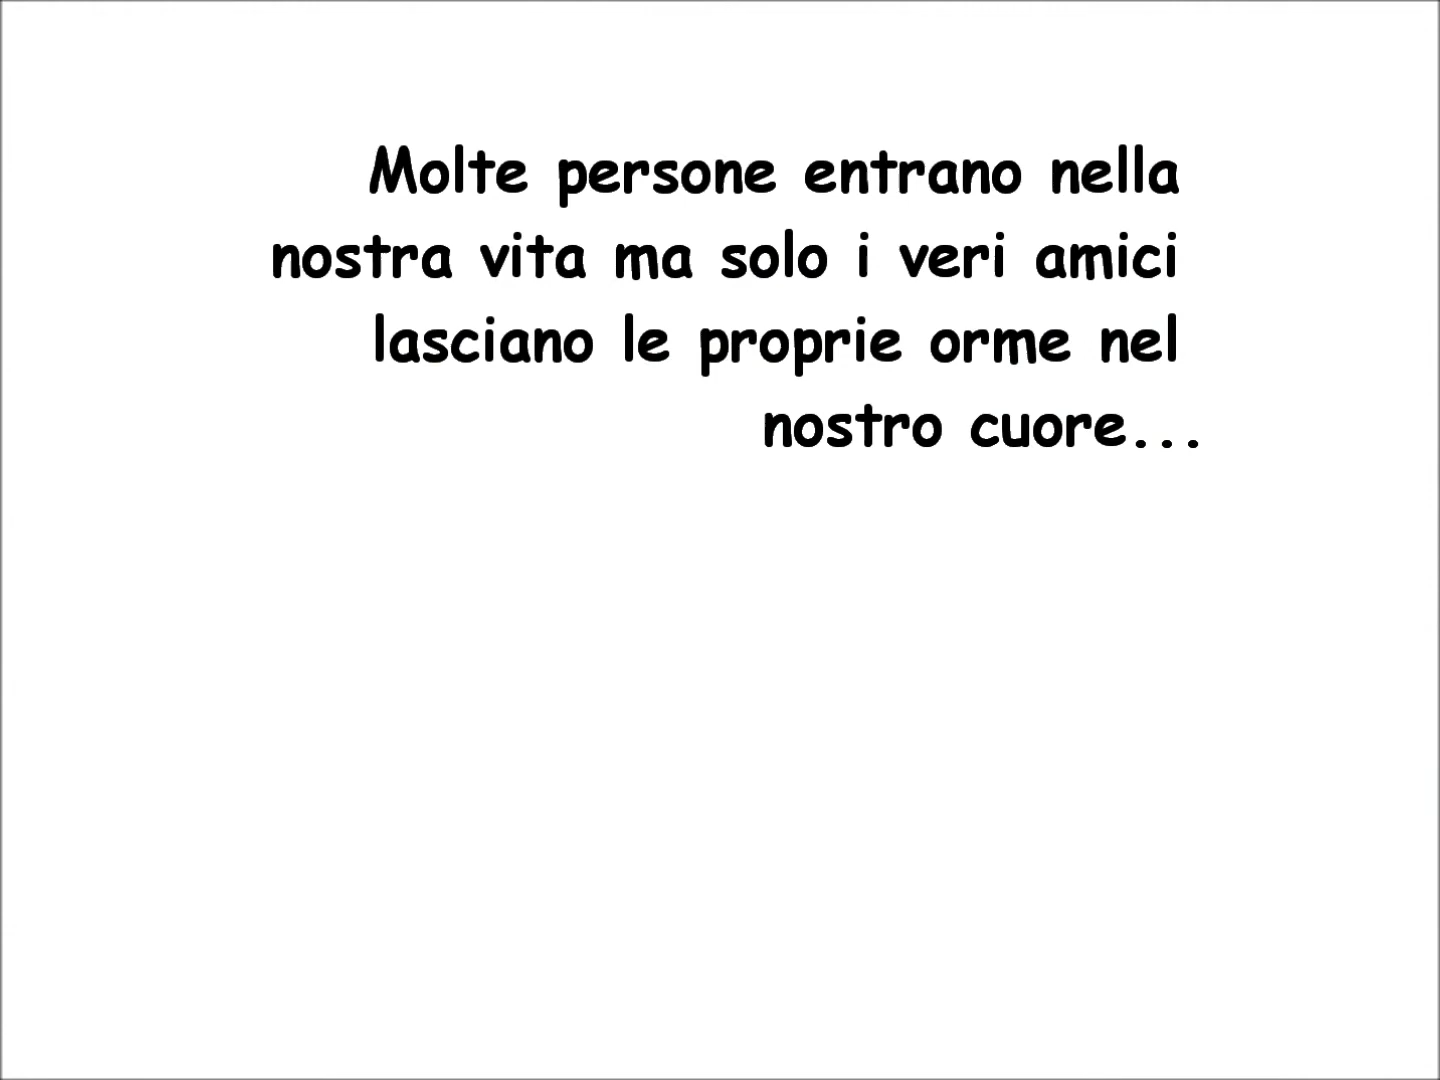 Molte persone entrano nella
nostra vita ma solo i veri amici
lasciano le proprie orme nel
nostro cuore...